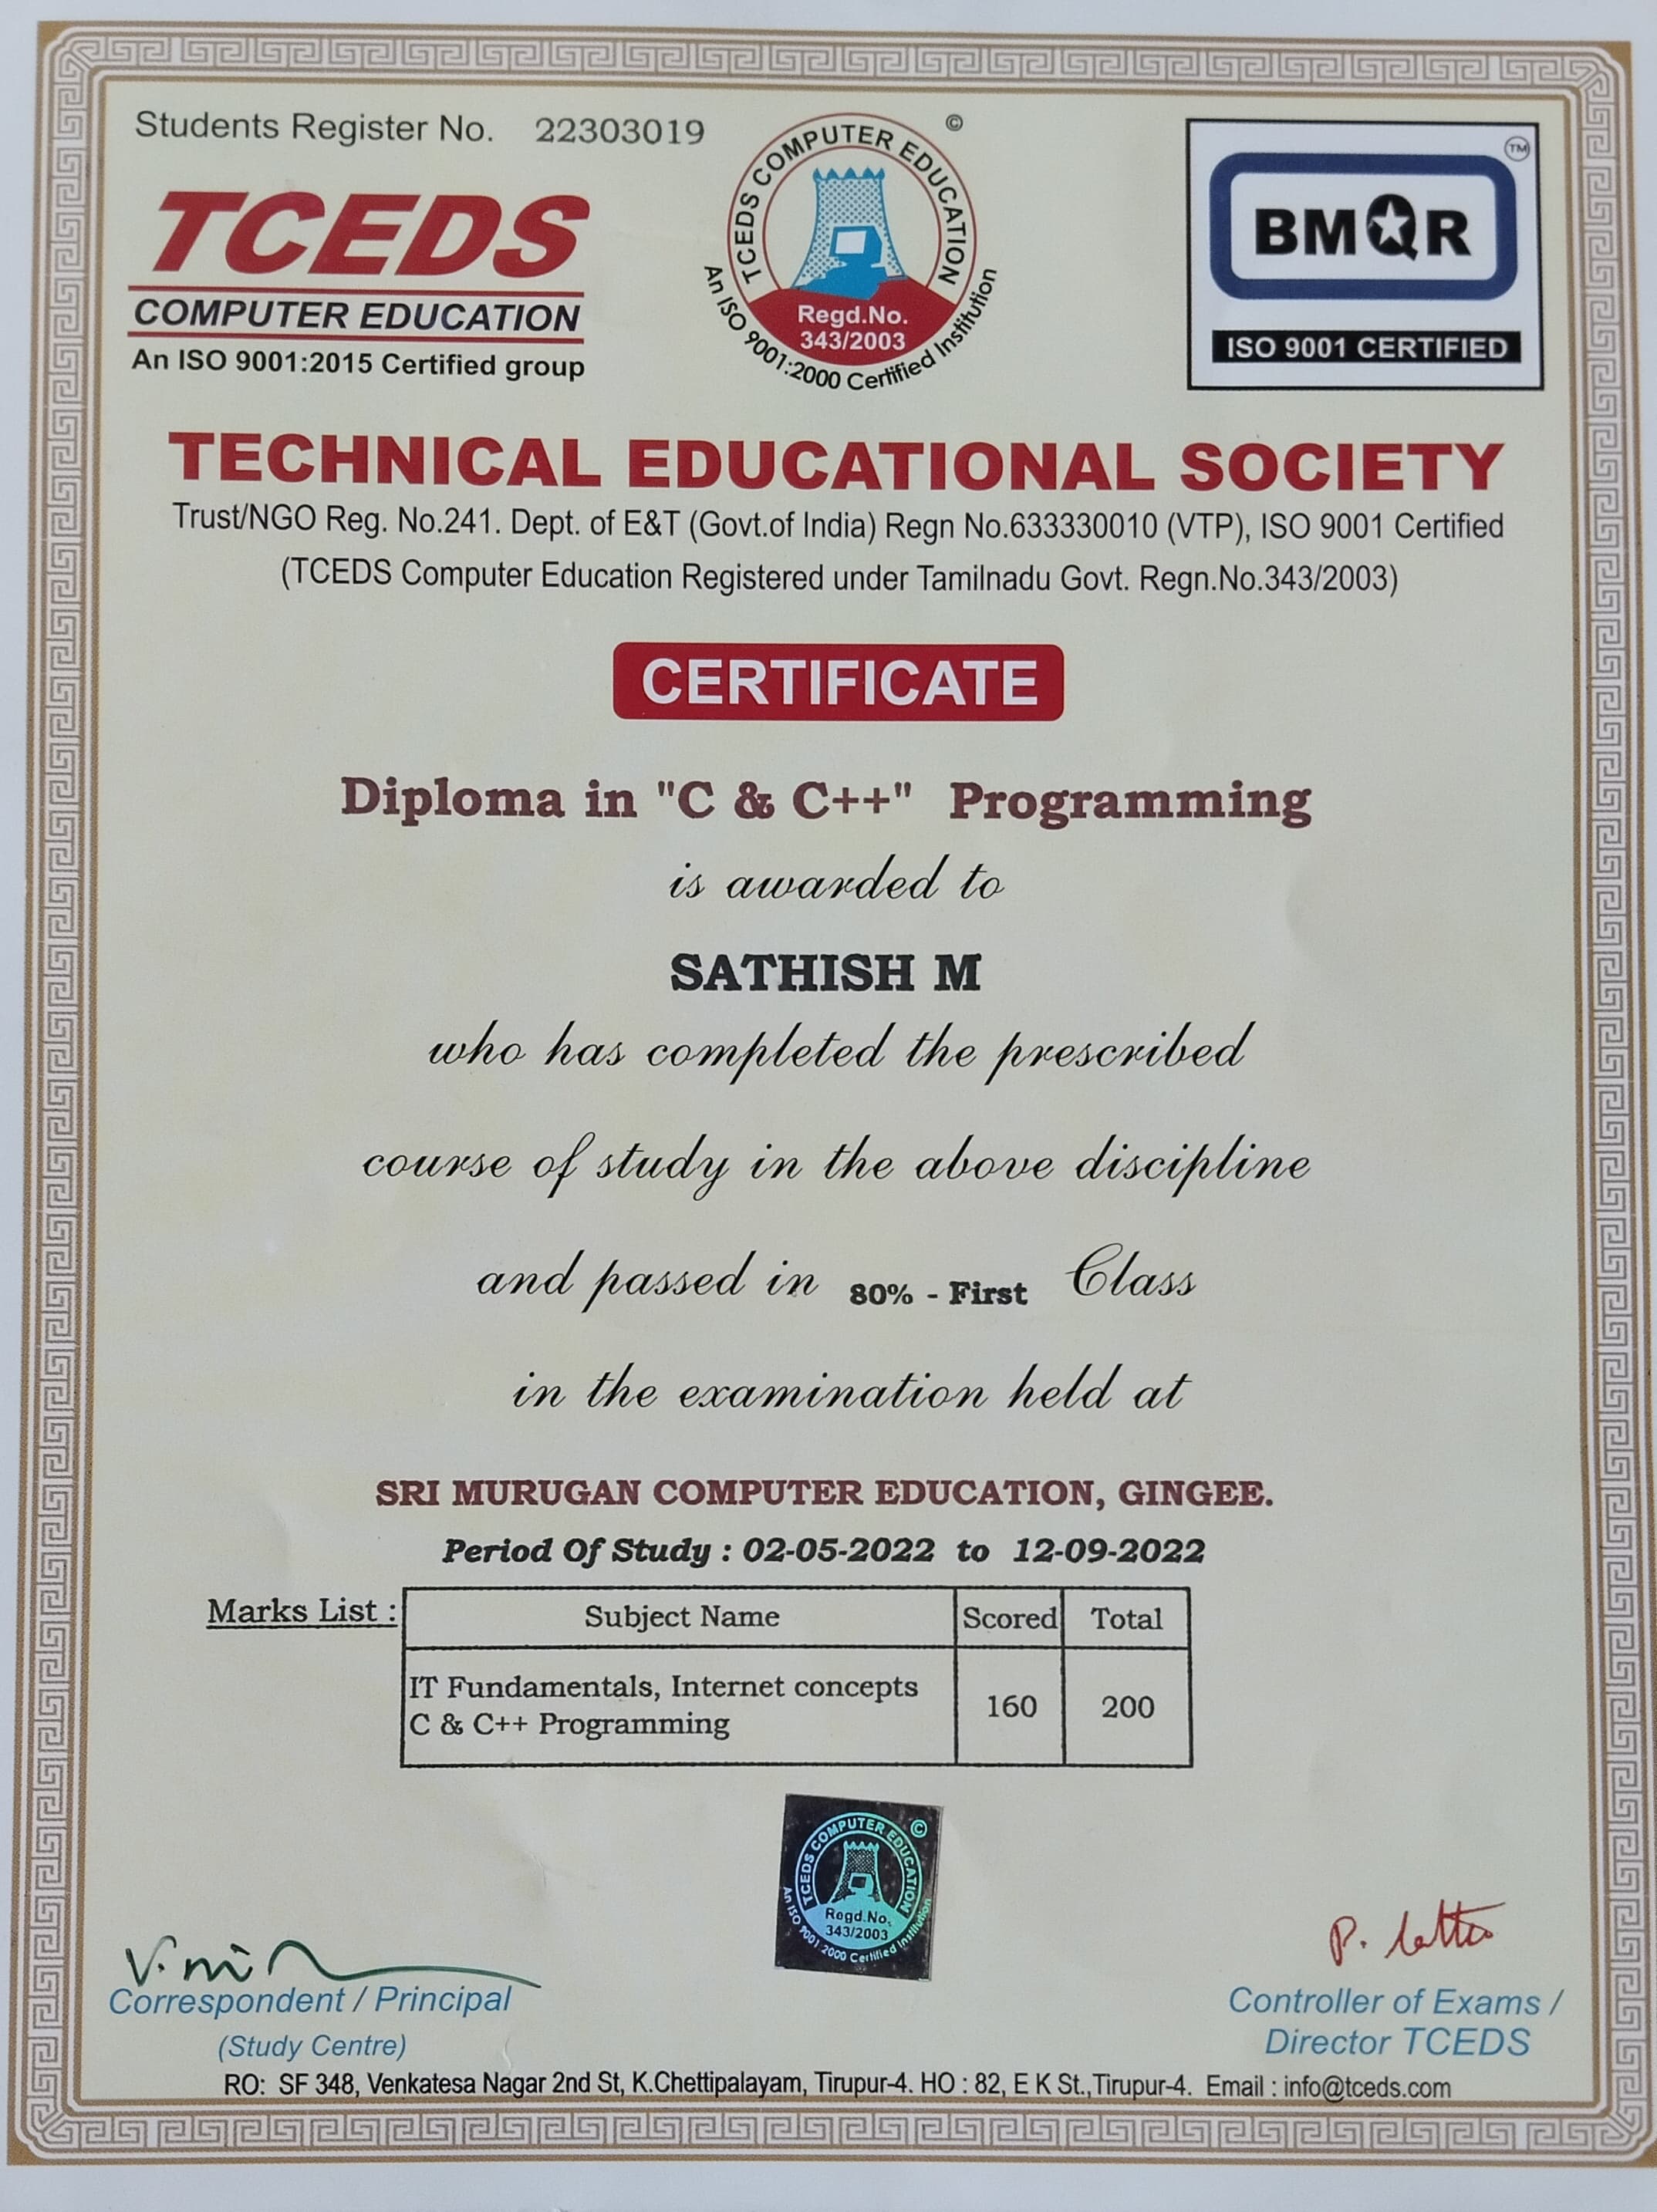 Students Register No. 22303019
TCEDS
COMPUTER EDUCATION
An ISO 9001:2015 Certified group
©
TCEDS COMPUTER EDUCATION
Regd.No.
343/2003
An ISO 9001:2000 Certified Institution
TM
BMQR
ISO 9001 CERTIFIED
TECHNICAL EDUCATIONAL SOCIETY
Trust/NGO Reg. No.241. Dept. of E&T (Govt.of India) Regn No.633330010 (VTP), ISO 9001 Certified
(TCEDS Computer Education Registered under Tamilnadu Govt. Regn.No.343/2003)
CERTIFICATE
Diploma in "C & C++" Programming
is awarded to
SATHISH M
who has completed the prescribed
course of study in the above discipline
and passed in 80% - First Class
in the examination held at
SRI MURUGAN COMPUTER EDUCATION, GINGEE.
Period Of Study : 02-05-2022 to 12-09-2022
Marks List :
Subject Name Scored Total
IT Fundamentals, Internet concepts
C & C++ Programming 160 200
©
TCEDS COMPUTER EDUCATION
Regd.No.
343/2003
An ISO 9001:2000 Certified Institution
Correspondent / Principal
(Study Centre)
P.
Controller of Exams /
Director TCEDS
RO: SF 348, Venkatesa Nagar 2nd St, K.Chettipalayam, Tirupur-4. HO : 82, E K St.,Tirupur-4. Email : info@tceds.com